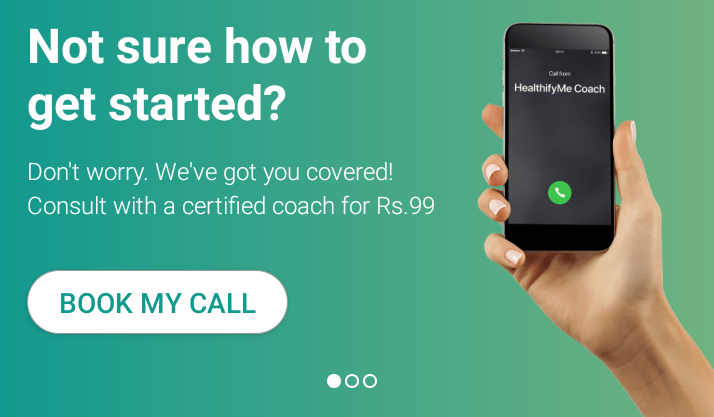 Not sure how to
get started?
Don't worry. We've got you covered!
Consult with a certified coach for Rs.99
BOOK MY CALL
Call from
HealthifyMe Coach